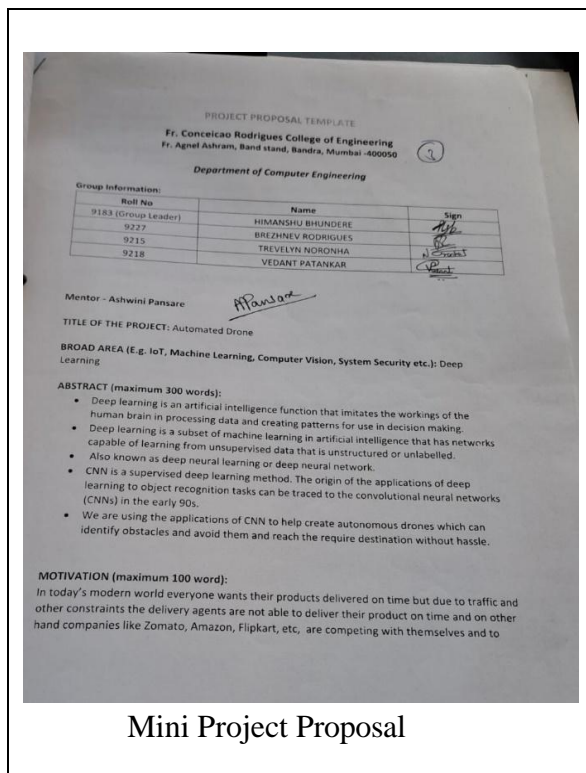 PROJECT PROPOSAL TEMPLATE
Fr. Conceicao Rodrigues College of Engineering
Fr. Agnel Ashram, Band stand, Bandra, Mumbai -400050
Department of Computer Engineering
Group Information:
Roll No Name Sign
9183 (Group Leader) HIMANSHU BHUNDERE
9227 BREZHNEV RODRIGUES
9215 TREVELYN NORONHA
9218 VEDANT PATANKAR
Mentor - Ashwini Pansare APansare
TITLE OF THE PROJECT: Automated Drone
BROAD AREA (E.g. IoT, Machine Learning, Computer Vision, System Security etc.): Deep
Learning
ABSTRACT (maximum 300 words):
• Deep learning is an artificial intelligence function that imitates the workings of the
human brain in processing data and creating patterns for use in decision making.
• Deep learning is a subset of machine learning in artificial intelligence that has networks
capable of learning from unsupervised data that is unstructured or unlabelled.
• Also known as deep neural learning or deep neural network.
• CNN is a supervised deep learning method. The origin of the applications of deep
learning to object recognition tasks can be traced to the convolutional neural networks
(CNNs) in the early 90s.
• We are using the applications of CNN to help create autonomous drones which can
identify obstacles and avoid them and reach the require destination without hassle.
MOTIVATION (maximum 100 word):
In today's modern world everyone wants their products delivered on time but due to traffic and
other constraints the delivery agents are not able to deliver their product on time and on other
hand companies like Zomato, Amazon, Flipkart, etc, are competing with themselves and to
Mini Project Proposal